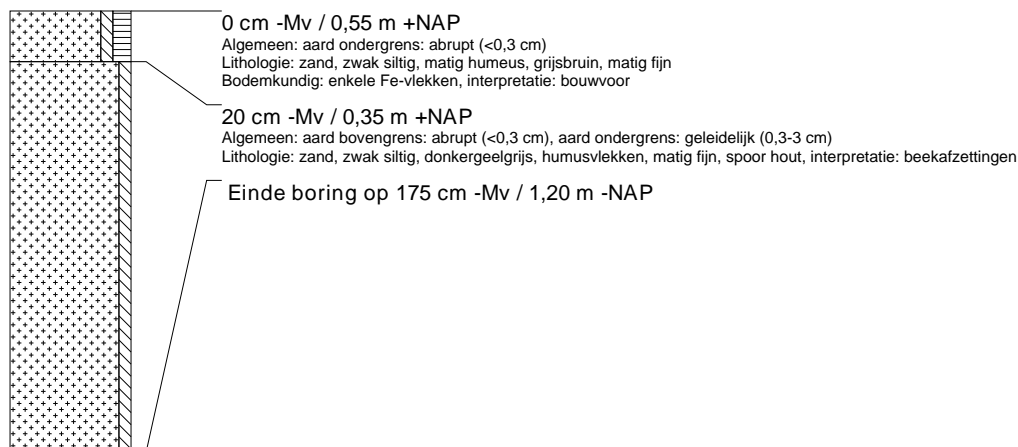 0 cm -Mv / 0,55 m +NAP
Algemeen: aard ondergrens: abrupt (<0,3 cm)
Lithologie: zand, zwak siltig, matig humeus, grijsbruin, matig fijn
Bodemkundig: enkele Fe-vlekken, interpretatie: bouwvoor
20 cm -Mv / 0,35 m +NAP
Algemeen: aard bovengrens: abrupt (<0,3 cm), aard ondergrens: geleidelijk (0,3-3 cm)
Lithologie: zand, zwak siltig, donkergeelgrijs, humusvlekken, matig fijn, spoor hout, interpretatie: beekafzettingen
Einde boring op 175 cm -Mv / 1,20 m -NAP